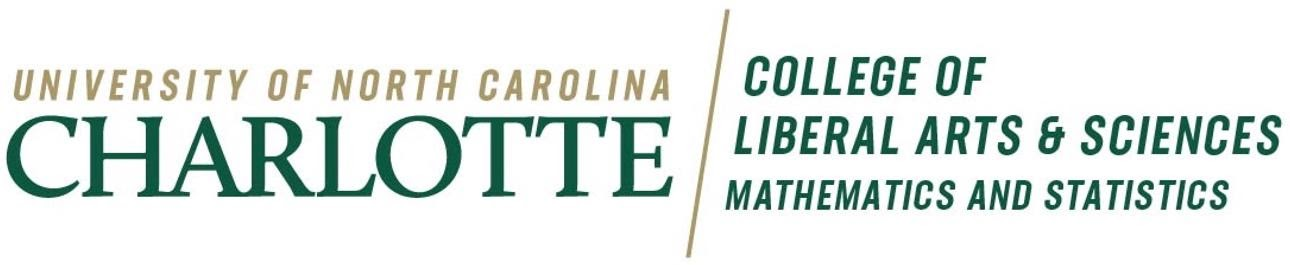 UNIVERSITY OF NORTH CAROLINA
CHARLOTTE
COLLEGE OF
LIBERAL ARTS & SCIENCES
MATHEMATICS AND STATISTICS